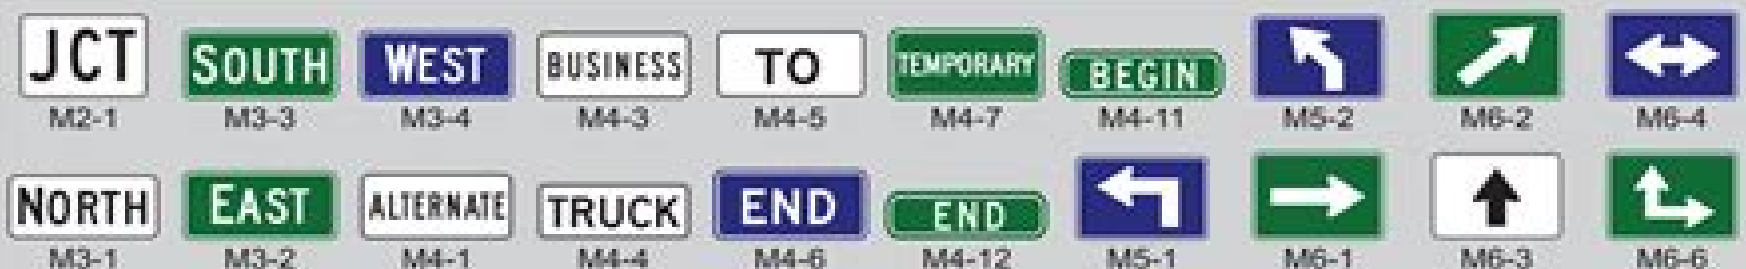 JCT SOUTH WEST BUSINESS TO TEMPORARY BEGIN
M2-1 M3-3 M3-4 M4-3 M4-5 M4-7 M4-11 M5-2 M6-2 M6-4
NORTH EAST ALTERNATE TRUCK END END
M3-1 M3-2 M4-1 M4-4 M4-6 M4-12 M5-1 M6-1 M6-3 M6-6